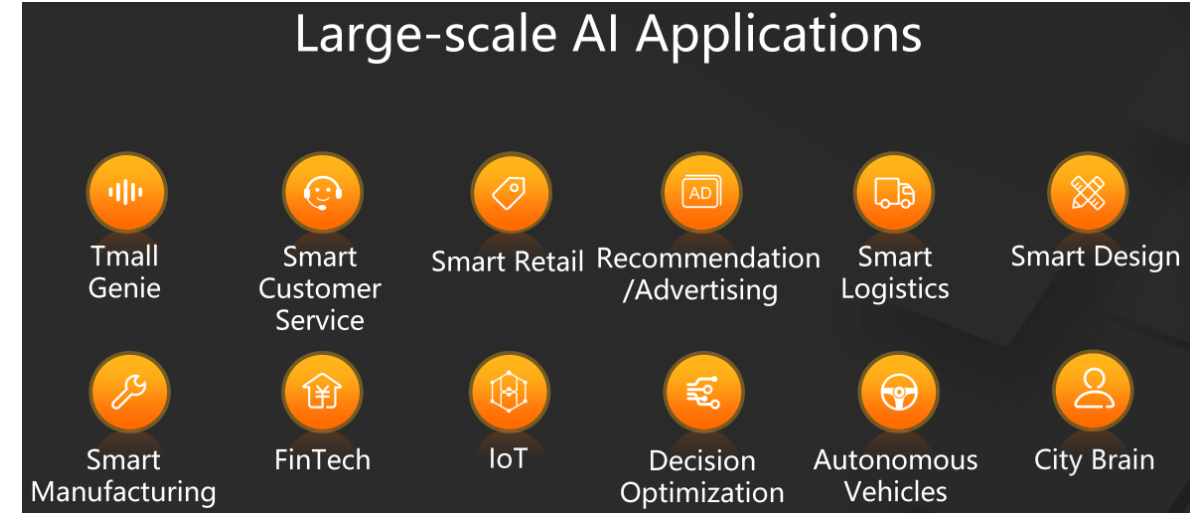 Large-scale AI Applications
Tmall
Genie
Smart
Customer
Service
Smart Retail
AD
Recommendation
/Advertising
Smart
Logistics
Smart Design
Smart
Manufacturing
¥
FinTech
IoT
Decision
Optimization
Autonomous
Vehicles
City Brain